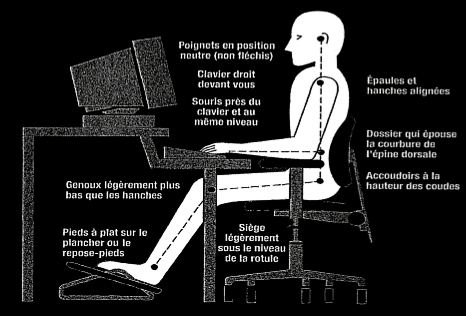 Poignets en position
neutre (non fléchis)
Clavier droit
devant vous
Souris près du
clavier et au
même niveau
Épaules et
hanches alignées
Dossier qui épouse
la courbure de
l'épine dorsale
Accoudoirs à la
hauteur des coudes
Genoux légèrement plus
bas que les hanches
Pieds à plat sur le
plancher ou le
repose-pieds
Siège
légèrement
sous le niveau
de la rotule